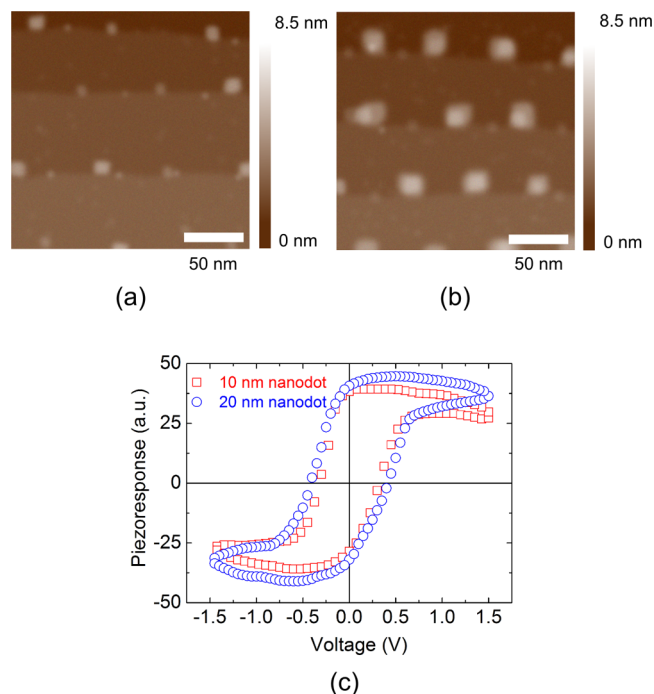 8.5 nm
0 nm
50 nm
(a)
8.5 nm
0 nm
50 nm
(b)
50
25
0
-25
-50
Piezoresponse (a.u.)
10 nm nanodot
20 nm nanodot
-1.5 -1.0 -0.5 0.0 0.5 1.0 1.5
Voltage (V)
(c)